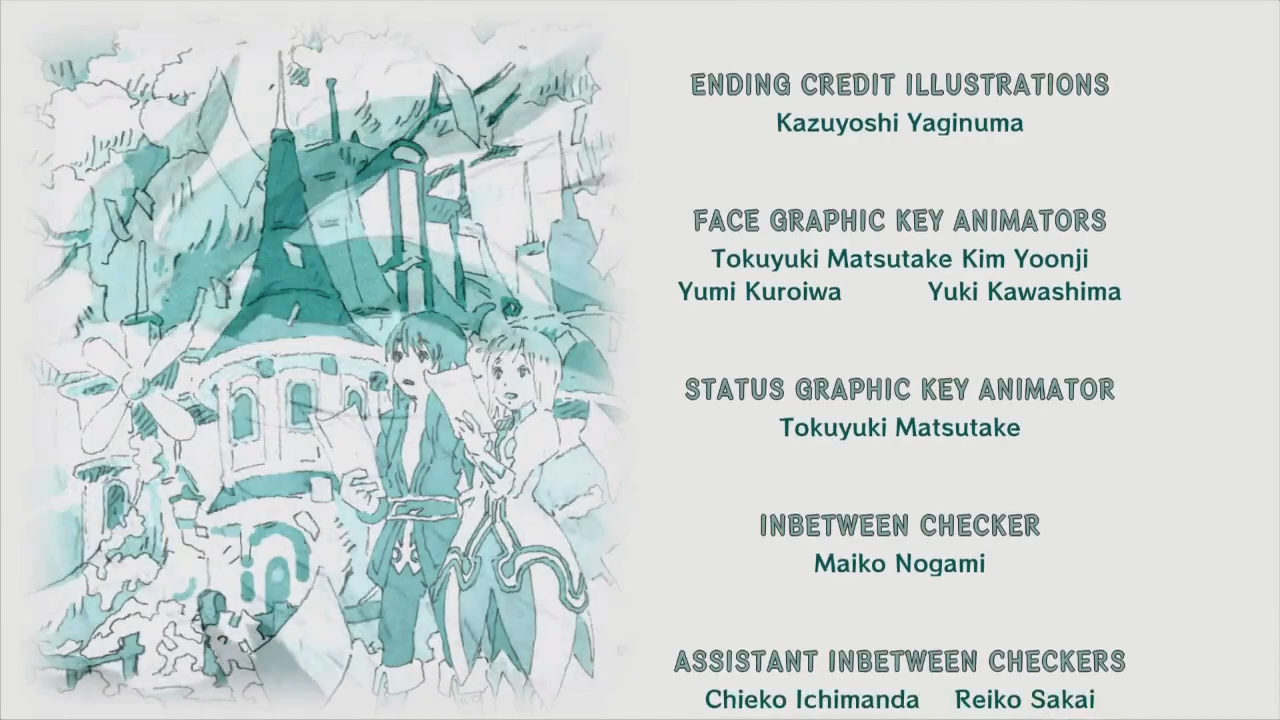 ENDING CREDIT ILLUSTRATIONS
Kazuyoshi Yaginuma
FACE GRAPHIC KEY ANIMATORS
Tokuyuki Matsutake Kim Yoonji
Yumi Kuroiwa Yuki Kawashima
STATUS GRAPHIC KEY ANIMATOR
Tokuyuki Matsutake
INBETWEEN CHECKER
Maiko Nogami
ASSISTANT INBETWEEN CHECKERS
Chieko Ichimanda Reiko Sakai